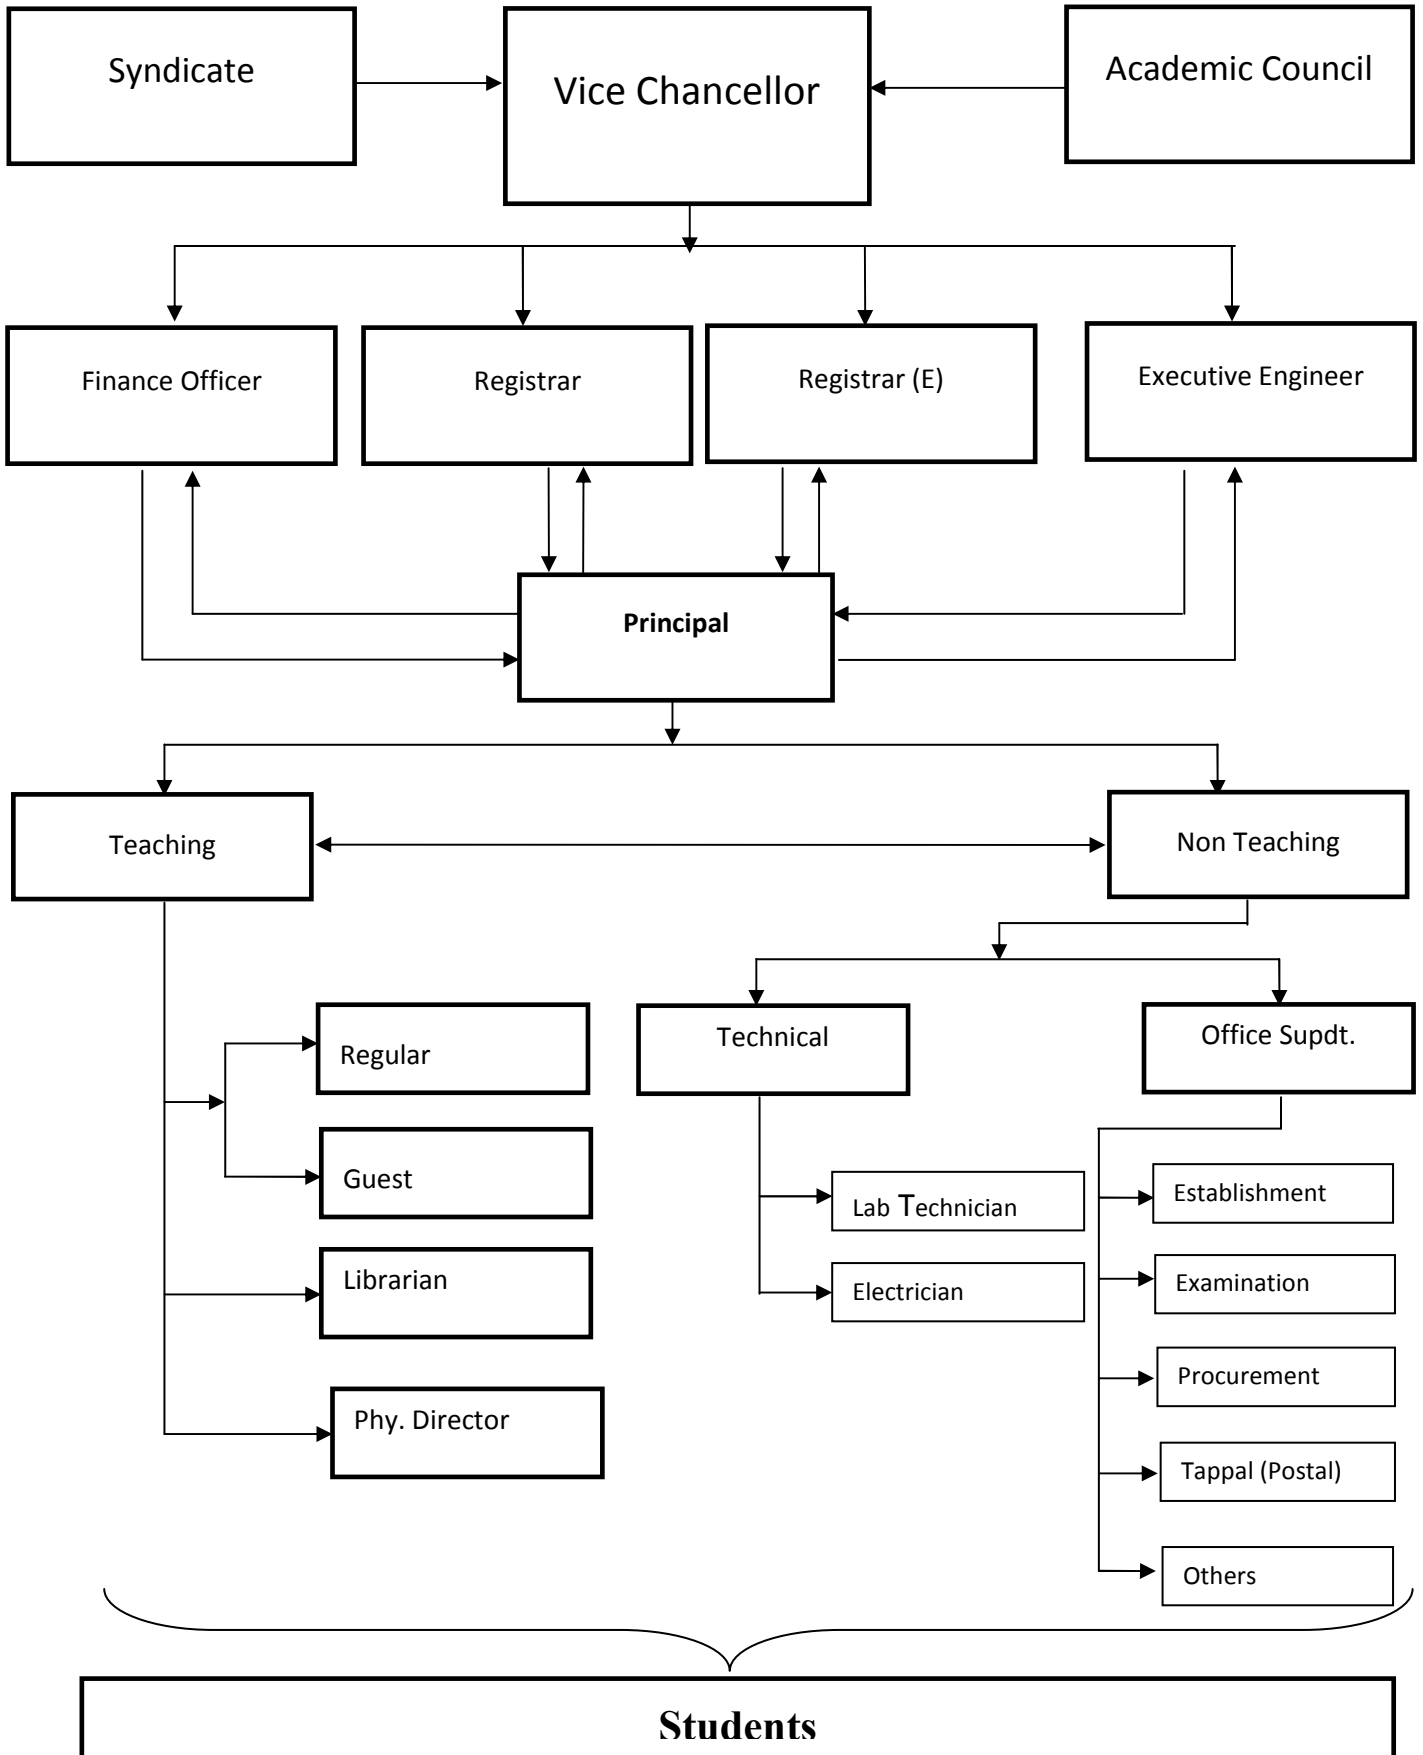 Syndicate
Vice Chancellor
Academic Council
Finance Officer
Registrar
Registrar (E)
Executive Engineer
Principal
Teaching
Non Teaching
Regular
Guest
Librarian
Phy. Director
Technical
Office Supdt.
Lab Technician
Electrician
Establishment
Examination
Procurement
Tappal (Postal)
Others
Students